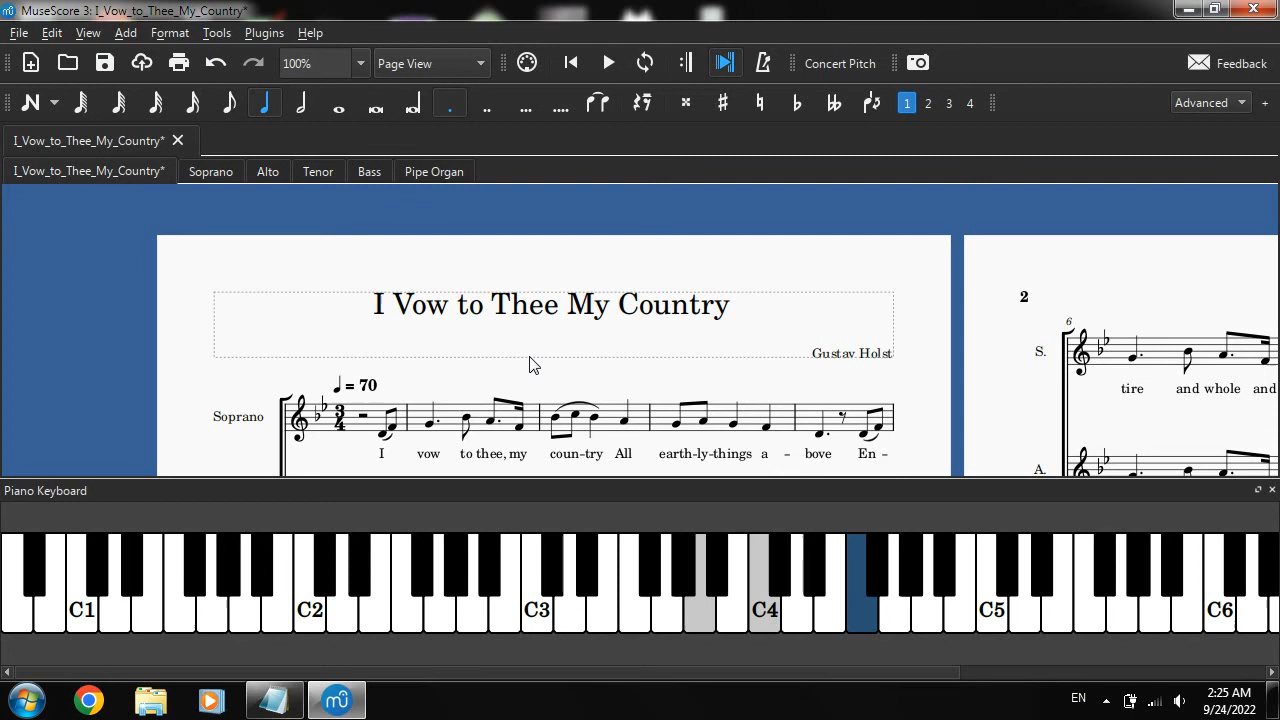 MuseScore 3: I_Vow_to_Thee_My_Country*
File Edit View Add Format Tools Plugins Help
100% Page View Concert Pitch Feedback
1 2 3 4 Advanced +
I_Vow_to_Thee_My_Country*
I_Vow_to_Thee_My_Country* Soprano Alto Tenor Bass Pipe Organ
I Vow to Thee My Country
2
Gustav Holst
6
= 70
S.
Soprano
3
4
tire and whole and
I vow to thee, my coun-try All earth-ly-things a - bove En -
A.
Piano Keyboard
C1 C2 C3 C4 C5 C6
EN
2:25 AM
9/24/2022